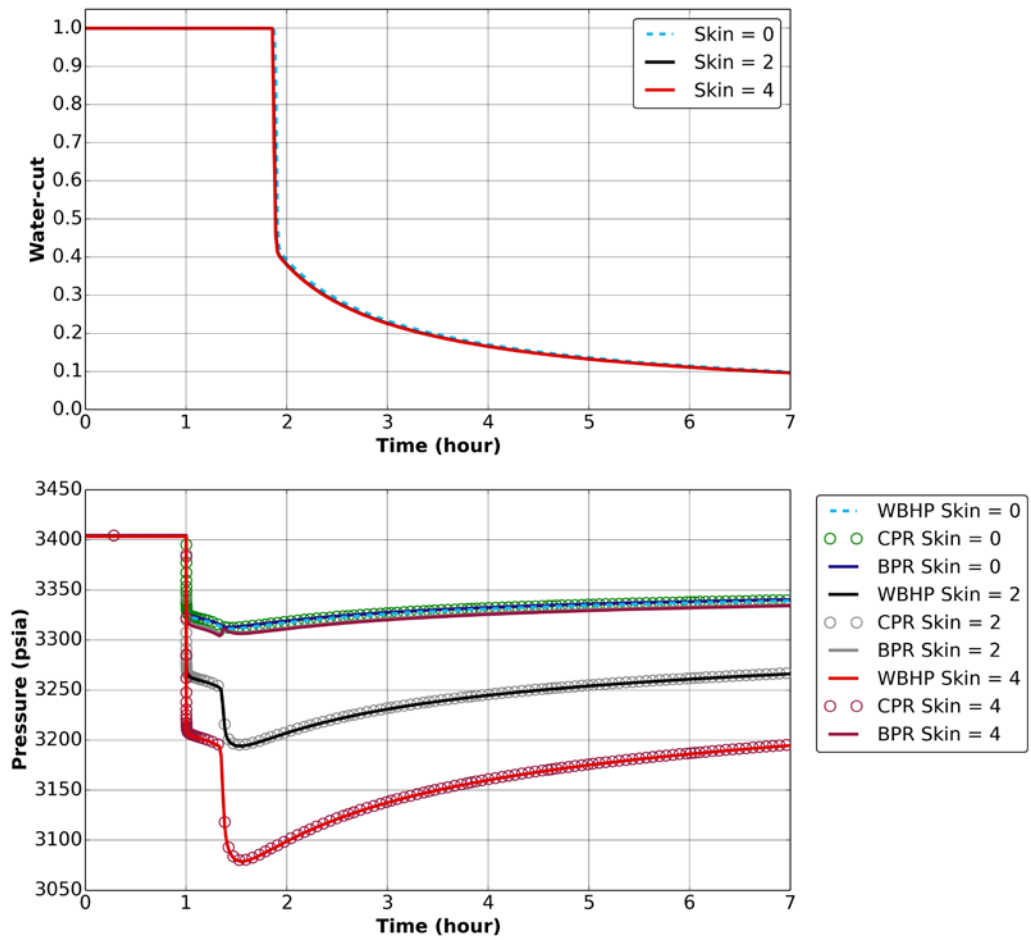 1.0
0.9
0.8
0.7
0.6
0.5
0.4
0.3
0.2
0.1
0.0
Water-cut
Skin = 0
Skin = 2
Skin = 4
0 1 2 3 4 5 6 7
Time (hour)
3450
3400
3350
3300
3250
3200
3150
3100
3050
Pressure (psia)
0 1 2 3 4 5 6 7
Time (hour)
WBHP Skin = 0
CPR Skin = 0
BPR Skin = 0
WBHP Skin = 2
CPR Skin = 2
BPR Skin = 2
WBHP Skin = 4
CPR Skin = 4
BPR Skin = 4